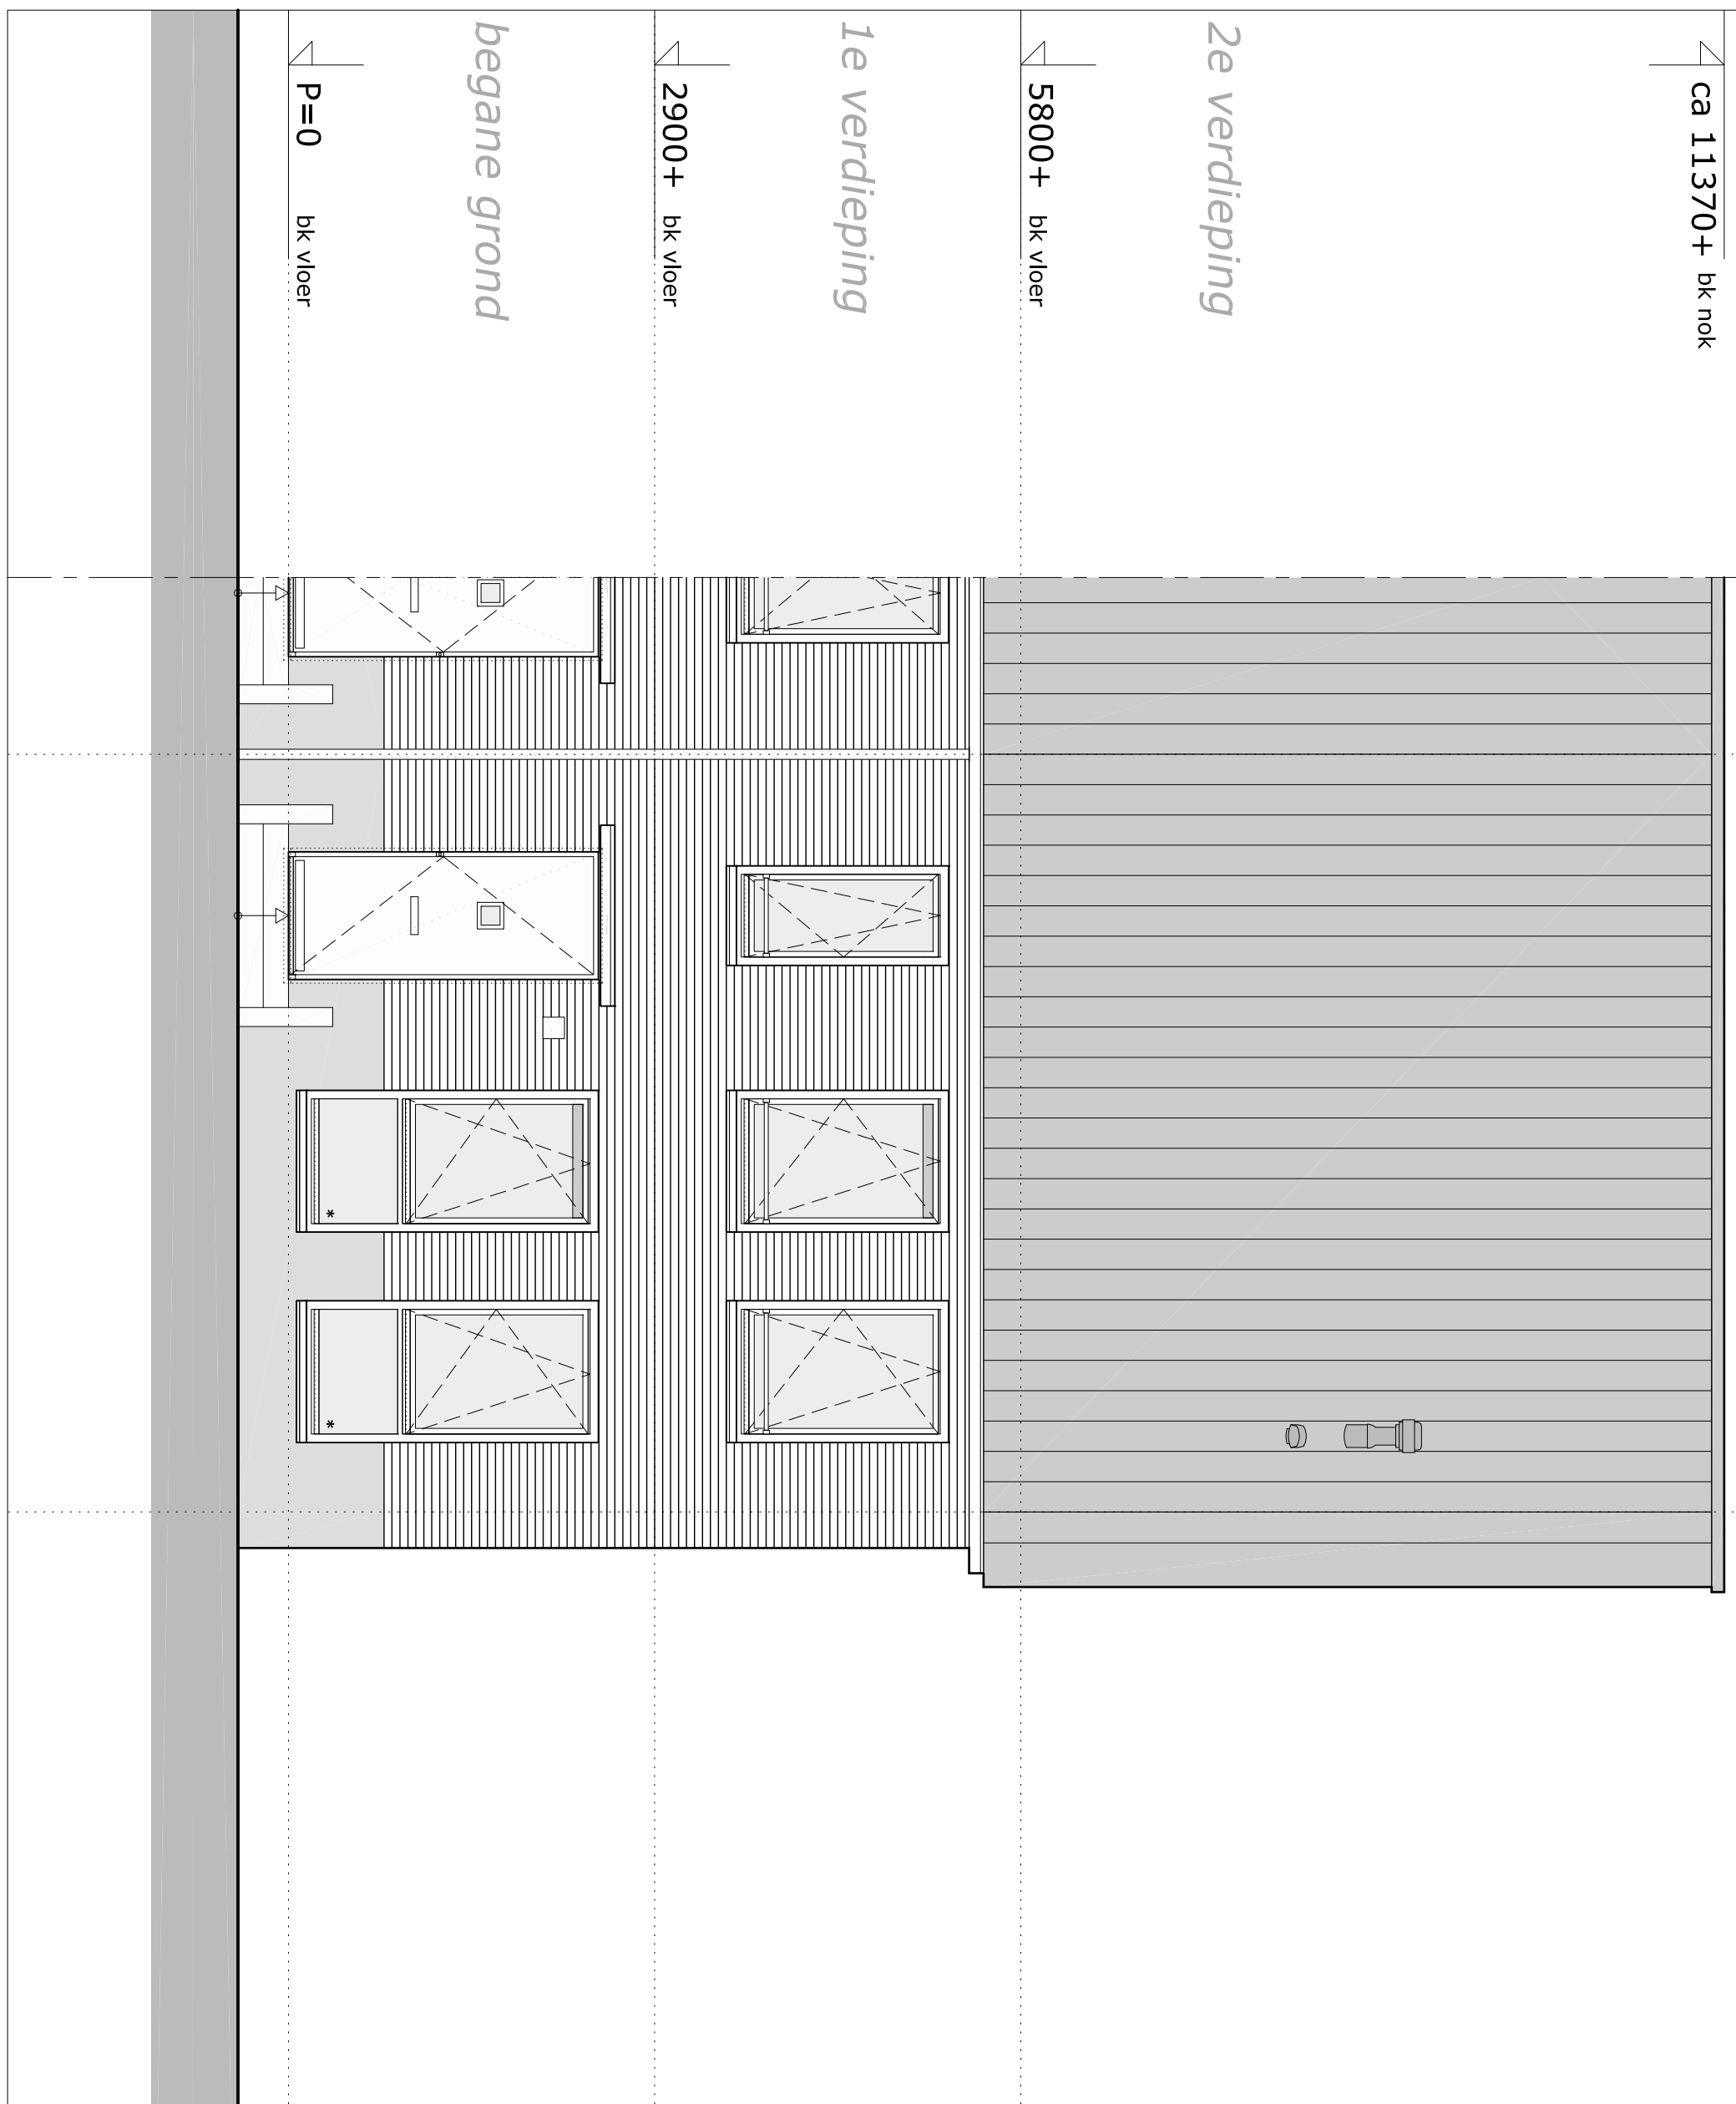 ca 11370+ bk nok
2e verdieping
5800+ bk vloer
1e verdieping
2900+ bk vloer
begane grond
P=0 bk vloer
*
*